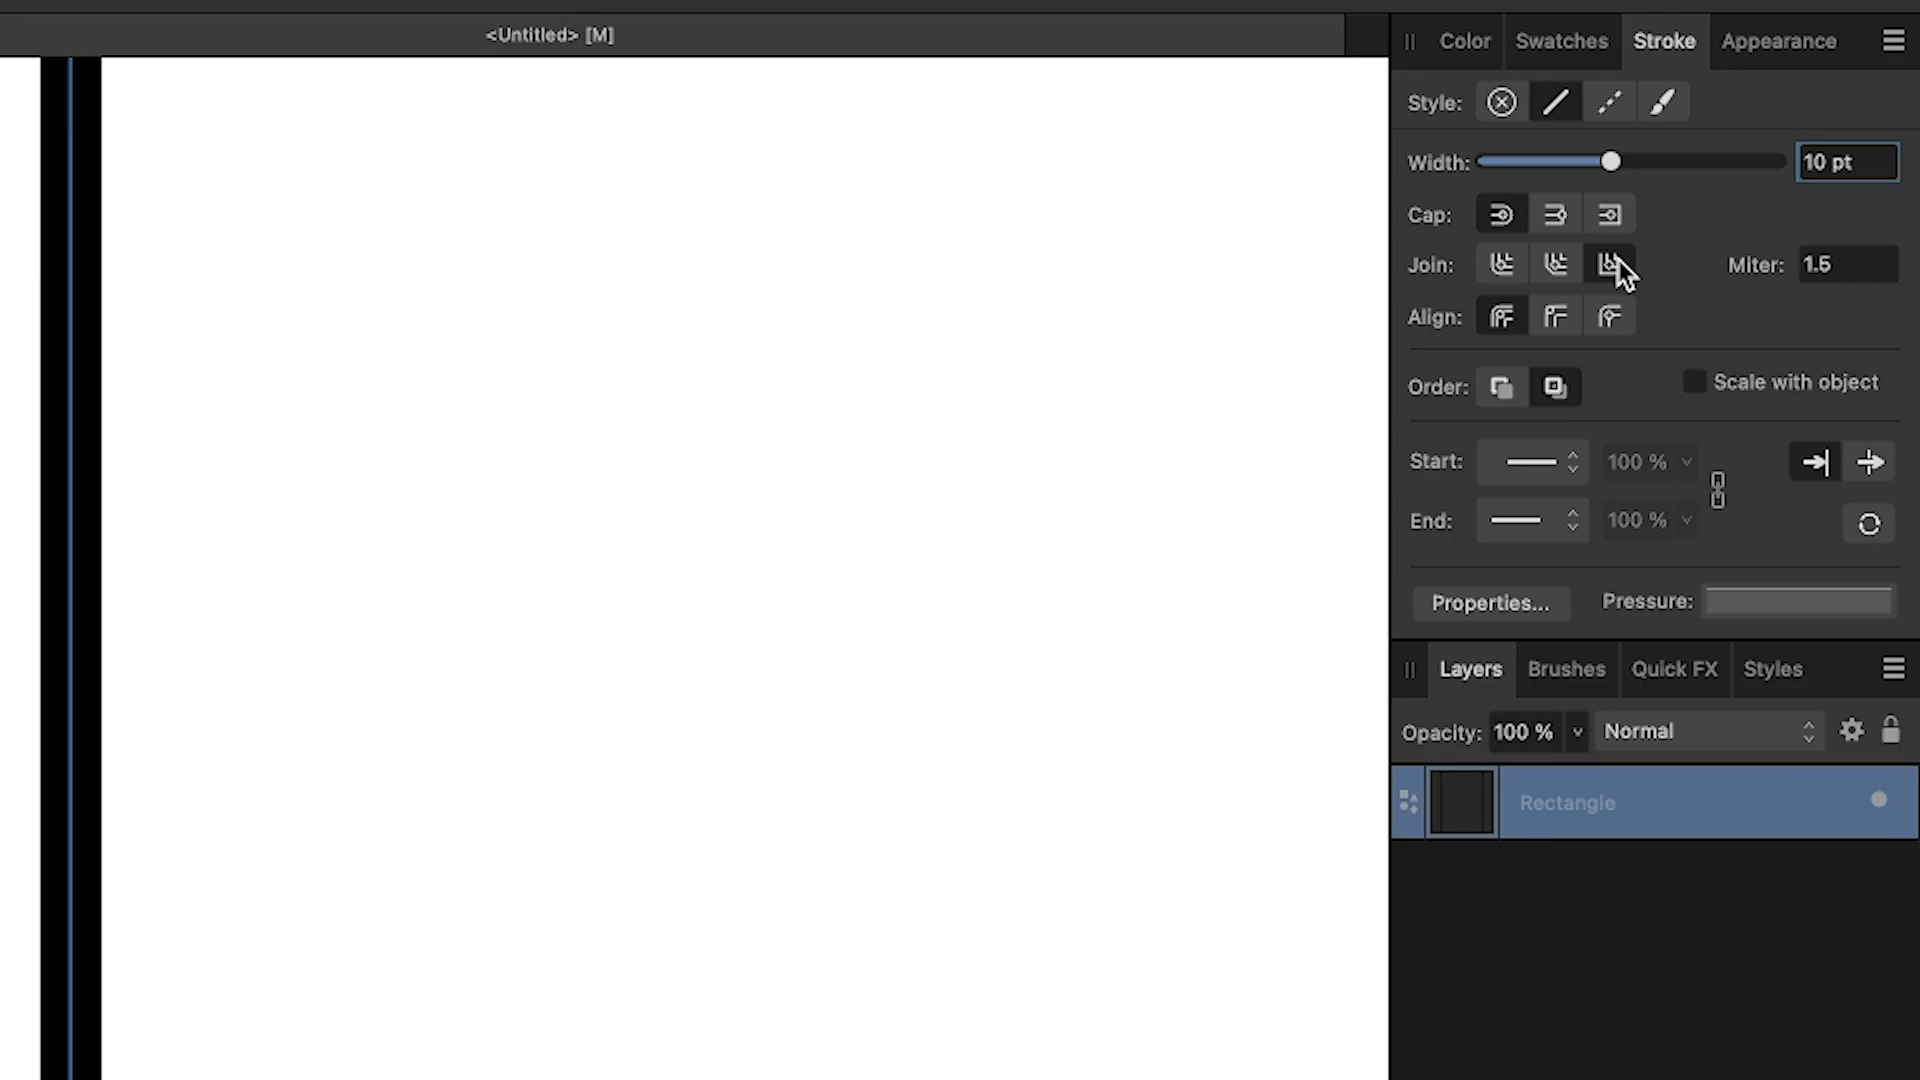 <Untitled> [M]
Color Swatches Stroke Appearance
Style:
Width: 10 pt
Cap:
Join: Miter: 1.5
Align:
Order: Scale with object
Start: 100 %
End: 100 %
Properties... Pressure:
Layers Brushes Quick FX Styles
Opacity: 100 % Normal
Rectangle